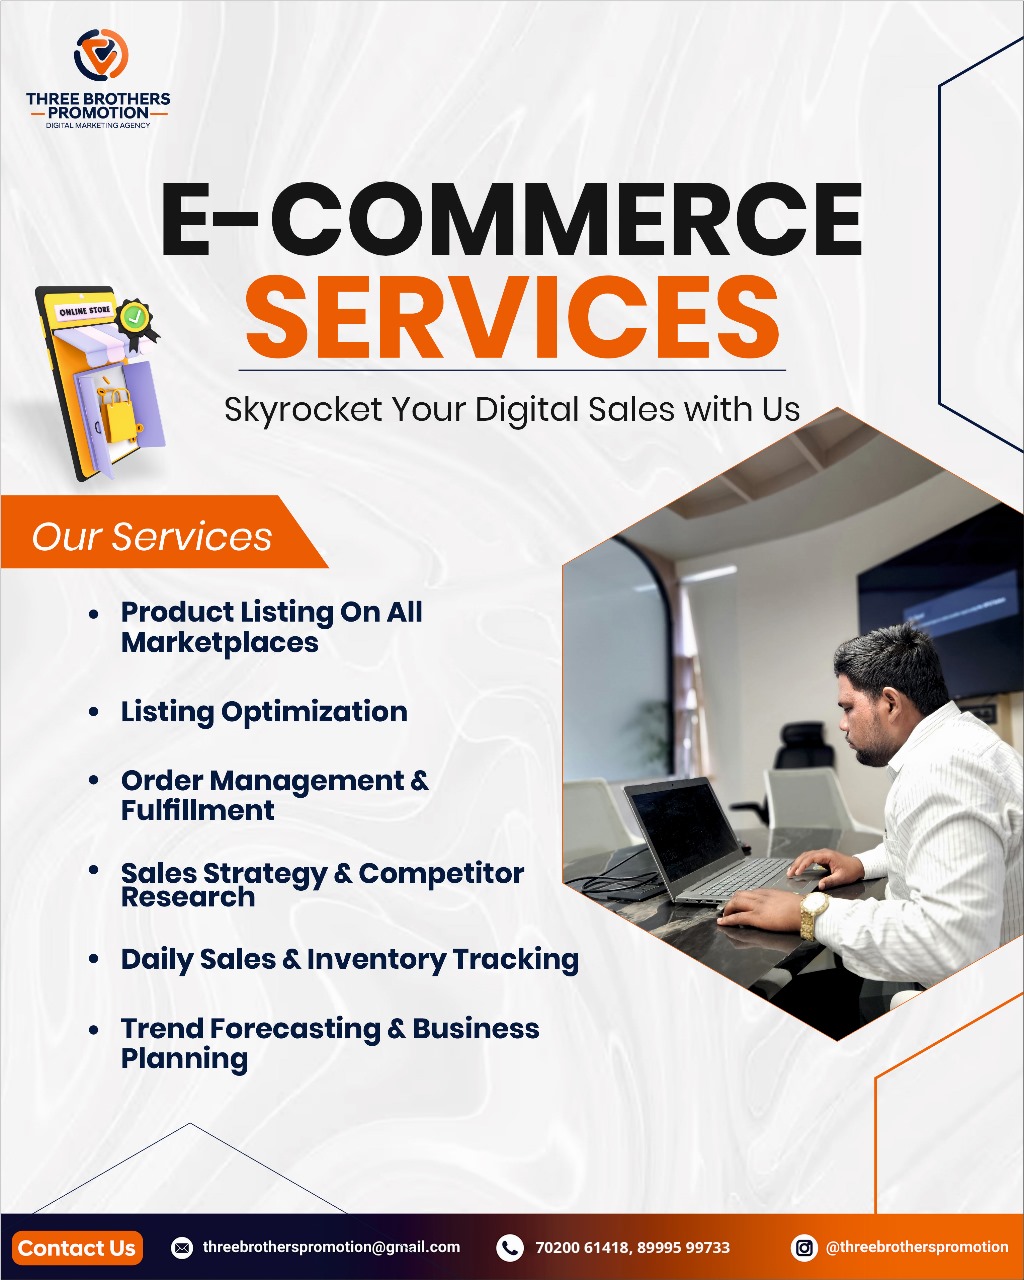 THREE BROTHERS
PROMOTION
DIGITAL MARKETING AGENCY
E-COMMERCE
SERVICES
ONLINE STORE
Skyrocket Your Digital Sales with Us
Our Services
• Product Listing On All
Marketplaces
• Listing Optimization
• Order Management &
Fulfillment
• Sales Strategy & Competitor
Research
• Daily Sales & Inventory Tracking
• Trend Forecasting & Business
Planning
Contact Us
threebrotherspromotion@gmail.com
70200 61418, 89995 99733
@threebrotherspromotion